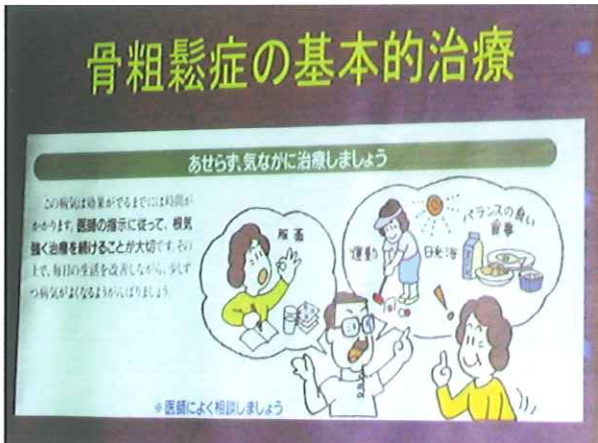 骨粗鬆症の基本的治療
あせらず、気ながに治療しましょう
この病気は効果がでるまでには時間が
かかります。医師の指示に従って、根気
強く治療を続けることが大切です。その
上で、毎日の生活を改善しながら、少しず
つ病気がよくなるようがんばりましょう。
服薬
運動
日光浴
バランスの良い
食事
※医師によく相談しましょう